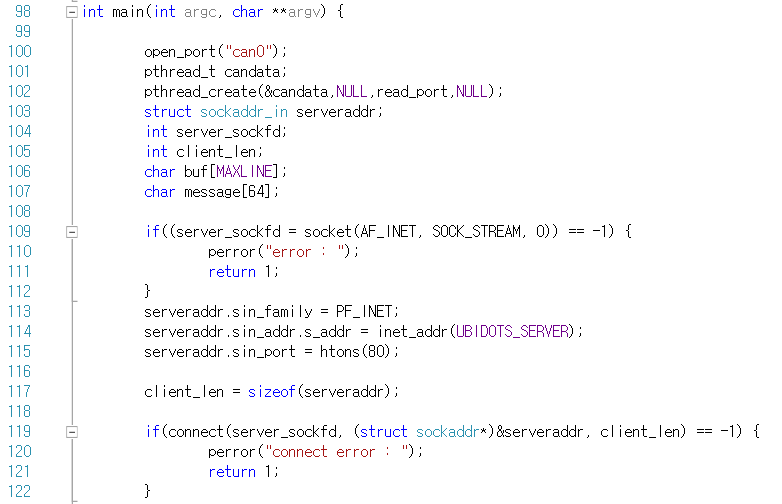 98 int main(int argc, char **argv) {
99
100 open_port("can0");
101 pthread_t candata;
102 pthread_create(&candata,NULL,read_port,NULL);
103 struct sockaddr_in serveraddr;
104 int server_sockfd;
105 int client_len;
106 char buf[MAXLINE];
107 char message[64];
108
109 if((server_sockfd = socket(AF_INET, SOCK_STREAM, 0)) == -1) {
110 perror("error : ");
111 return 1;
112 }
113 serveraddr.sin_family = PF_INET;
114 serveraddr.sin_addr.s_addr = inet_addr(UBIDOTS_SERVER);
115 serveraddr.sin_port = htons(80);
116
117 client_len = sizeof(serveraddr);
118
119 if(connect(server_sockfd, (struct sockaddr*)&serveraddr, client_len) == -1) {
120 perror("connect error : ");
121 return 1;
122 }